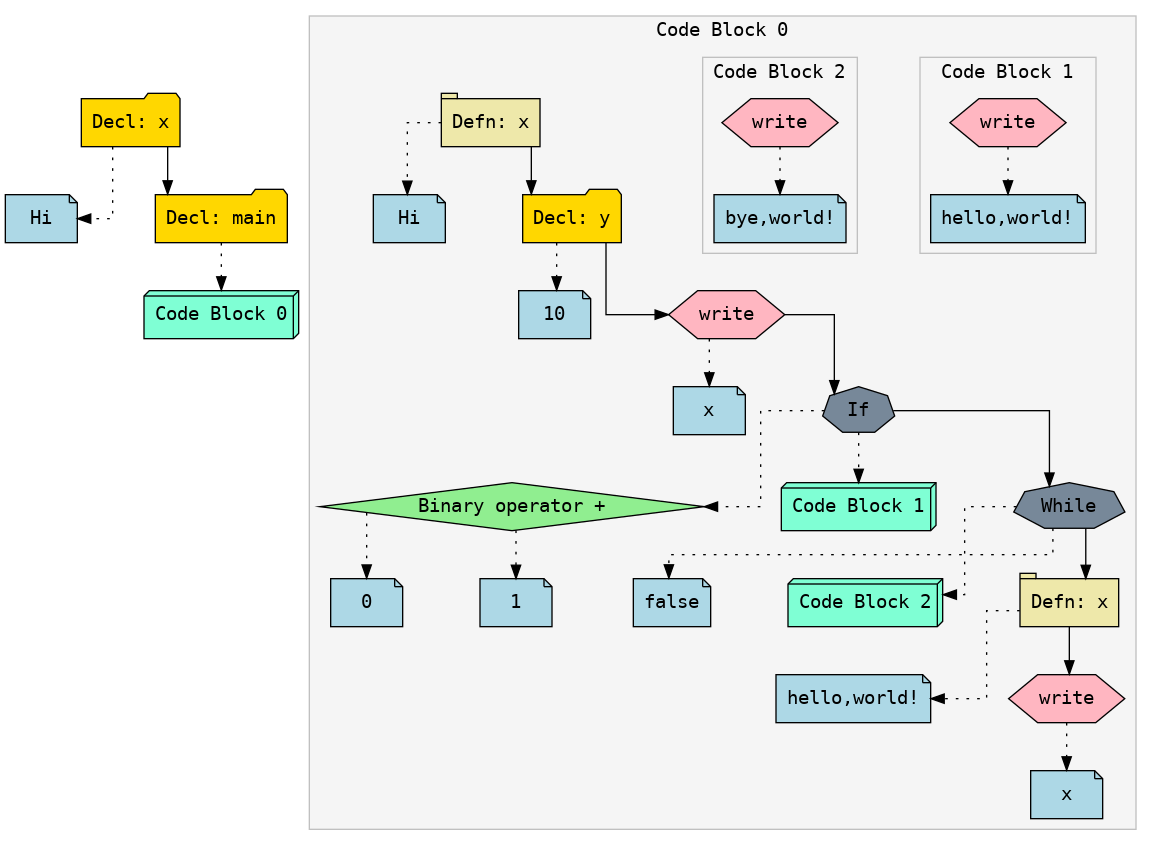 Code Block 0
Code Block 2
Code Block 1
Decl: x
Defn: x
write
write
Hi
Decl: main
Hi
Decl: y
bye,world!
hello,world!
Code Block 0
10
write
x
If
Binary operator +
Code Block 1
While
0
1
false
Code Block 2
Defn: x
hello,world!
write
x